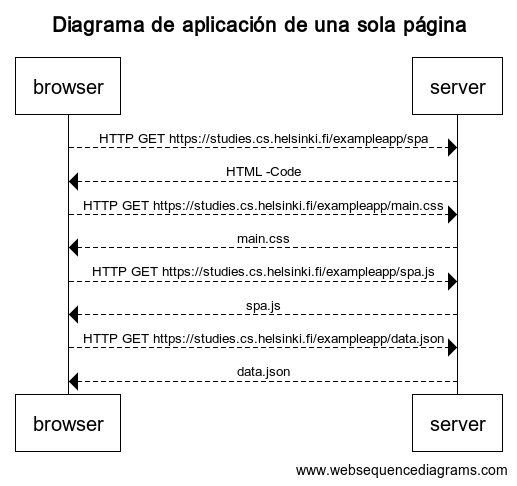 Diagrama de aplicación de una sola página
browser
server
HTTP GET https://studies.cs.helsinki.fi/exampleapp/spa
HTML -Code
HTTP GET https://studies.cs.helsinki.fi/exampleapp/main.css
main.css
HTTP GET https://studies.cs.helsinki.fi/exampleapp/spa.js
spa.js
HTTP GET https://studies.cs.helsinki.fi/exampleapp/data.json
data.json
browser
server
www.websequencediagrams.com